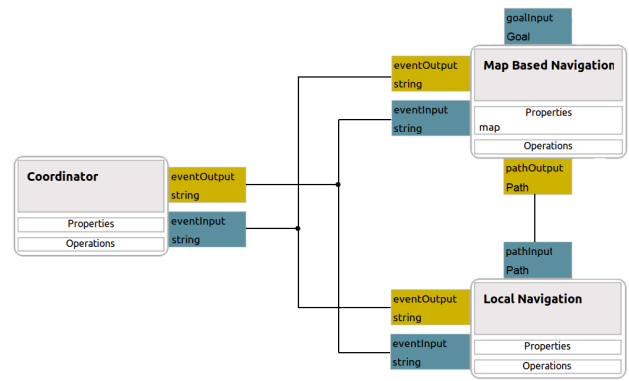 goalInput
Goal
eventOutput
string
Map Based Navigation
eventInput
string
Properties
map
Operations
Coordinator
eventOutput
string
eventInput
string
Properties
Operations
pathOutput
Path
pathInput
Path
eventOutput
string
Local Navigation
eventInput
string
Properties
Operations